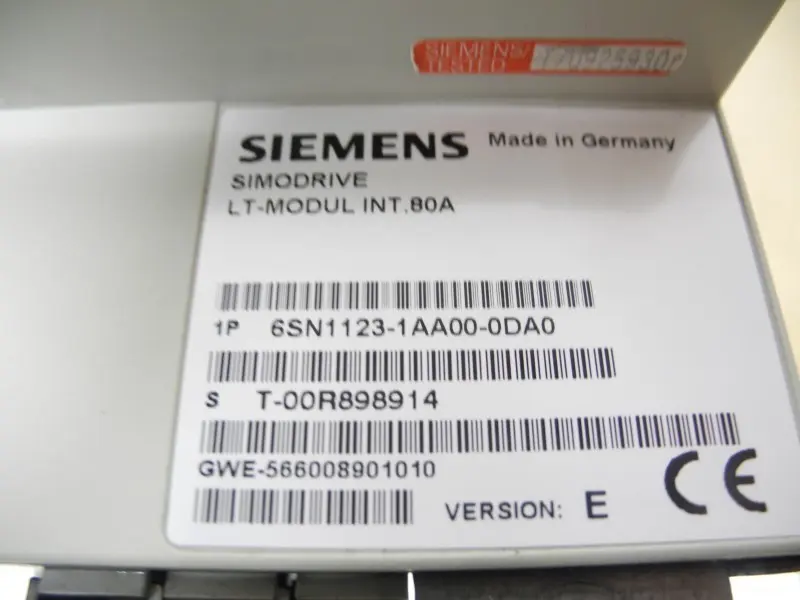 SIEMENS/
TESTED
SIEMENS Made in Germany
SIMODRIVE
LT-MODUL INT.80A
1P 6SN1123-1AA00-0DA0
S T-00R898914
GWE-566008901010
VERSION: E
CE